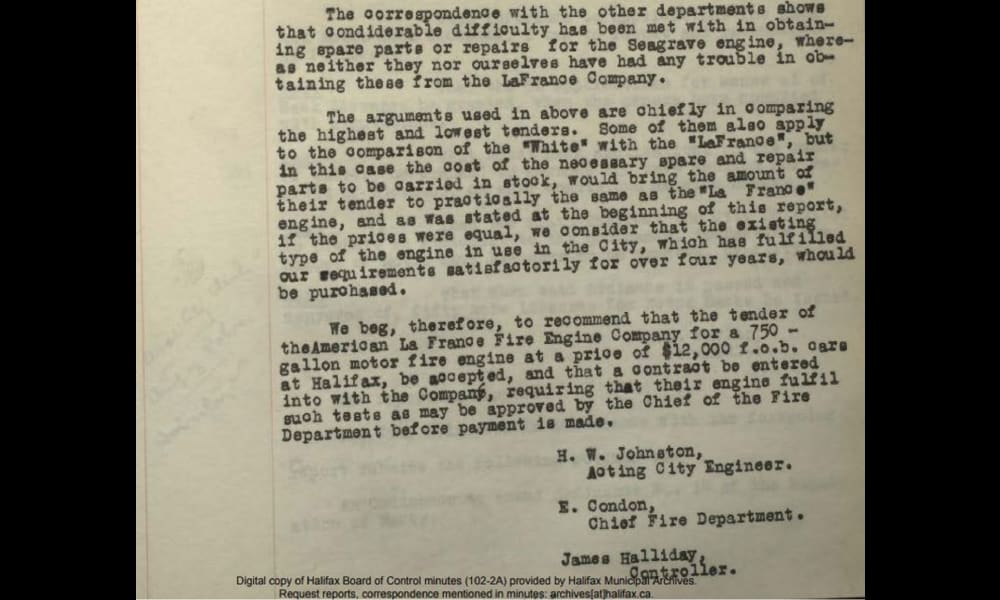 The correspondence with the other departments shows
that condiderable difficulty has been met with in obtain-
ing spare parts or repairs for the Seagrave engine, where-
as neither they nor ourselves have had any trouble in ob-
taining these from the LaFrance Company.
The arguments used in above are chiefly in comparing
the highest and lowest tenders. Some of them also apply
to the comparison of the "White" with the "LaFrance", but
in this case the cost of the necessary spare and repair
parts to be carried in stock, would bring the amount of
their tender to practically the same as the "La France"
engine, and as was stated at the beginning of this report,
if the prices were equal, we consider that the existing
type of the engine in use in the City, which has fulfilled
our requirements satisfactorily for over four years, whould
be purchased.
We beg, therefore, to recommend that the tender of
theAmerican La France Fire Engine Company for a 750 -
gallon motor fire engine at a price of $12,000 f.o.b. cars
at Halifax, be accepted, and that a contract be entered
into with the Company, requiring that their engine fulfil
such tests as may be approved by the Chief of the Fire
Department before payment is made.
H. W. Johnston,
Acting City Engineer.
E. Condon,
Chief Fire Department.
James Halliday,
Controller.
Digital copy of Halifax Board of Control minutes (102-2A) provided by Halifax Municipal Archives.
Request reports, correspondence mentioned in minutes: archives[at]halifax.ca.